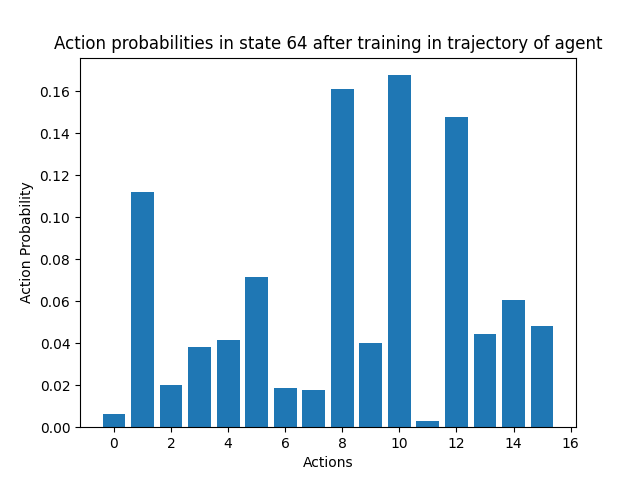 Action probabilities in state 64 after training in trajectory of agent
0.16
0.14
0.12
0.10
0.08
0.06
0.04
0.02
0.00
Action Probability
0 2 4 6 8 10 12 14 16
Actions